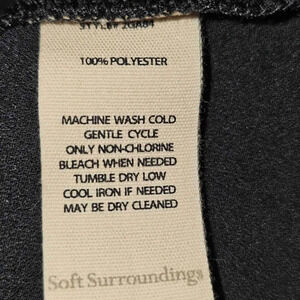 100% POLYESTER
MACHINE WASH COLD
GENTLE CYCLE
ONLY NON-CHLORINE
BLEACH WHEN NEEDED
TUMBLE DRY LOW
COOL IRON IF NEEDED
MAY BE DRY CLEANED
Soft Surroundings